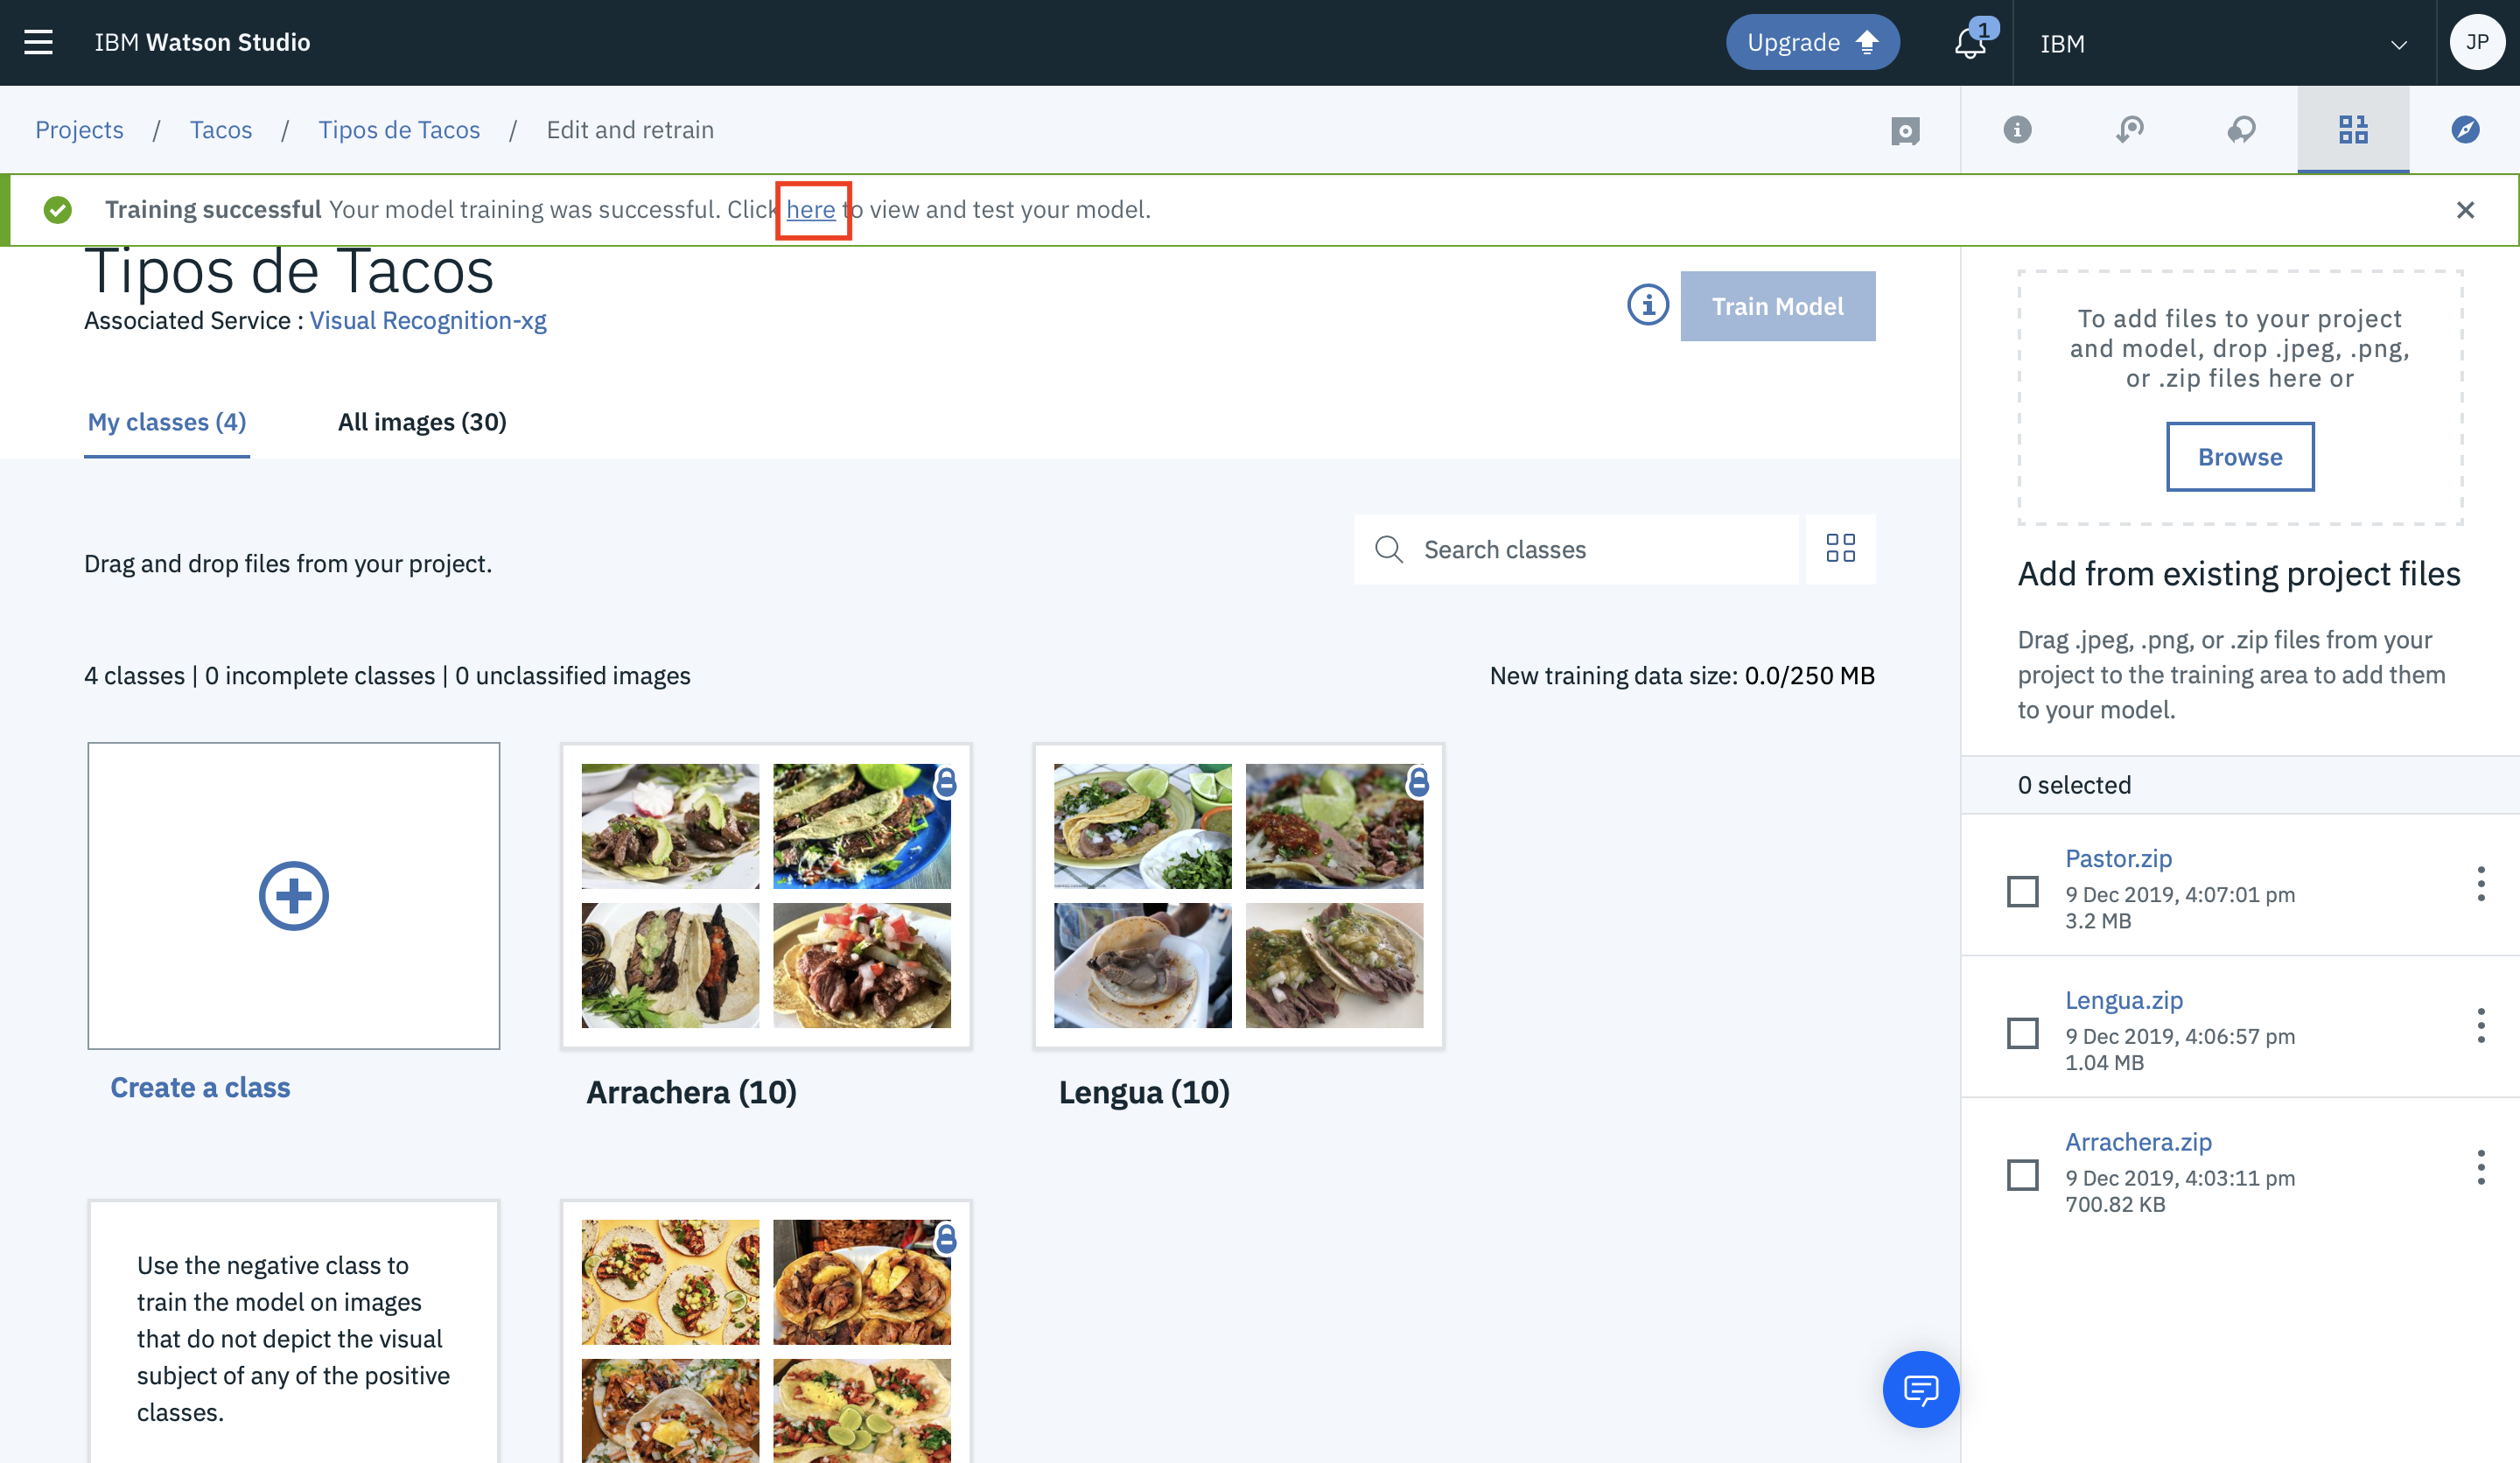 IBM Watson Studio
Upgrade
1
IBM
JP
Projects / Tacos / Tipos de Tacos / Edit and retrain
Training successful Your model training was successful. Click here to view and test your model.
Tipos de Tacos
Associated Service : Visual Recognition-xg
Train Model
My classes (4)
All images (30)
Drag and drop files from your project.
Search classes
4 classes | 0 incomplete classes | 0 unclassified images
New training data size: 0.0/250 MB
Create a class
Arrachera (10)
Lengua (10)
Use the negative class to
train the model on images
that do not depict the visual
subject of any of the positive
classes.
To add files to your project
and model, drop .jpeg, .png,
or .zip files here or
Browse
Add from existing project files
Drag .jpeg, .png, or .zip files from your
project to the training area to add them
to your model.
0 selected
Pastor.zip
9 Dec 2019, 4:07:01 pm
3.2 MB
Lengua.zip
9 Dec 2019, 4:06:57 pm
1.04 MB
Arrachera.zip
9 Dec 2019, 4:03:11 pm
700.82 KB